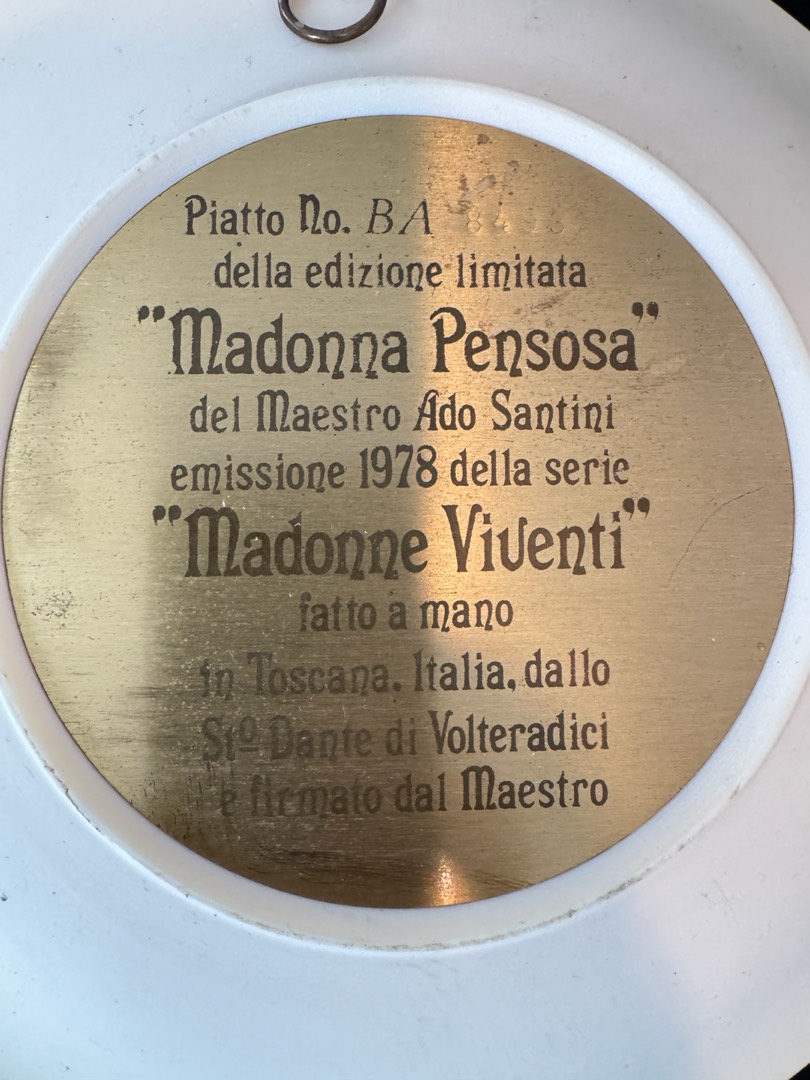 Piatto No. BA
della edizione limitata
"Madonna Pensosa"
del Maestro Ado Santini
emissione 1978 della serie
"Madonne Viventi"
fatto a mano
in Toscana, Italia, dallo
Stº Dante di Volteradici
e firmato dal Maestro